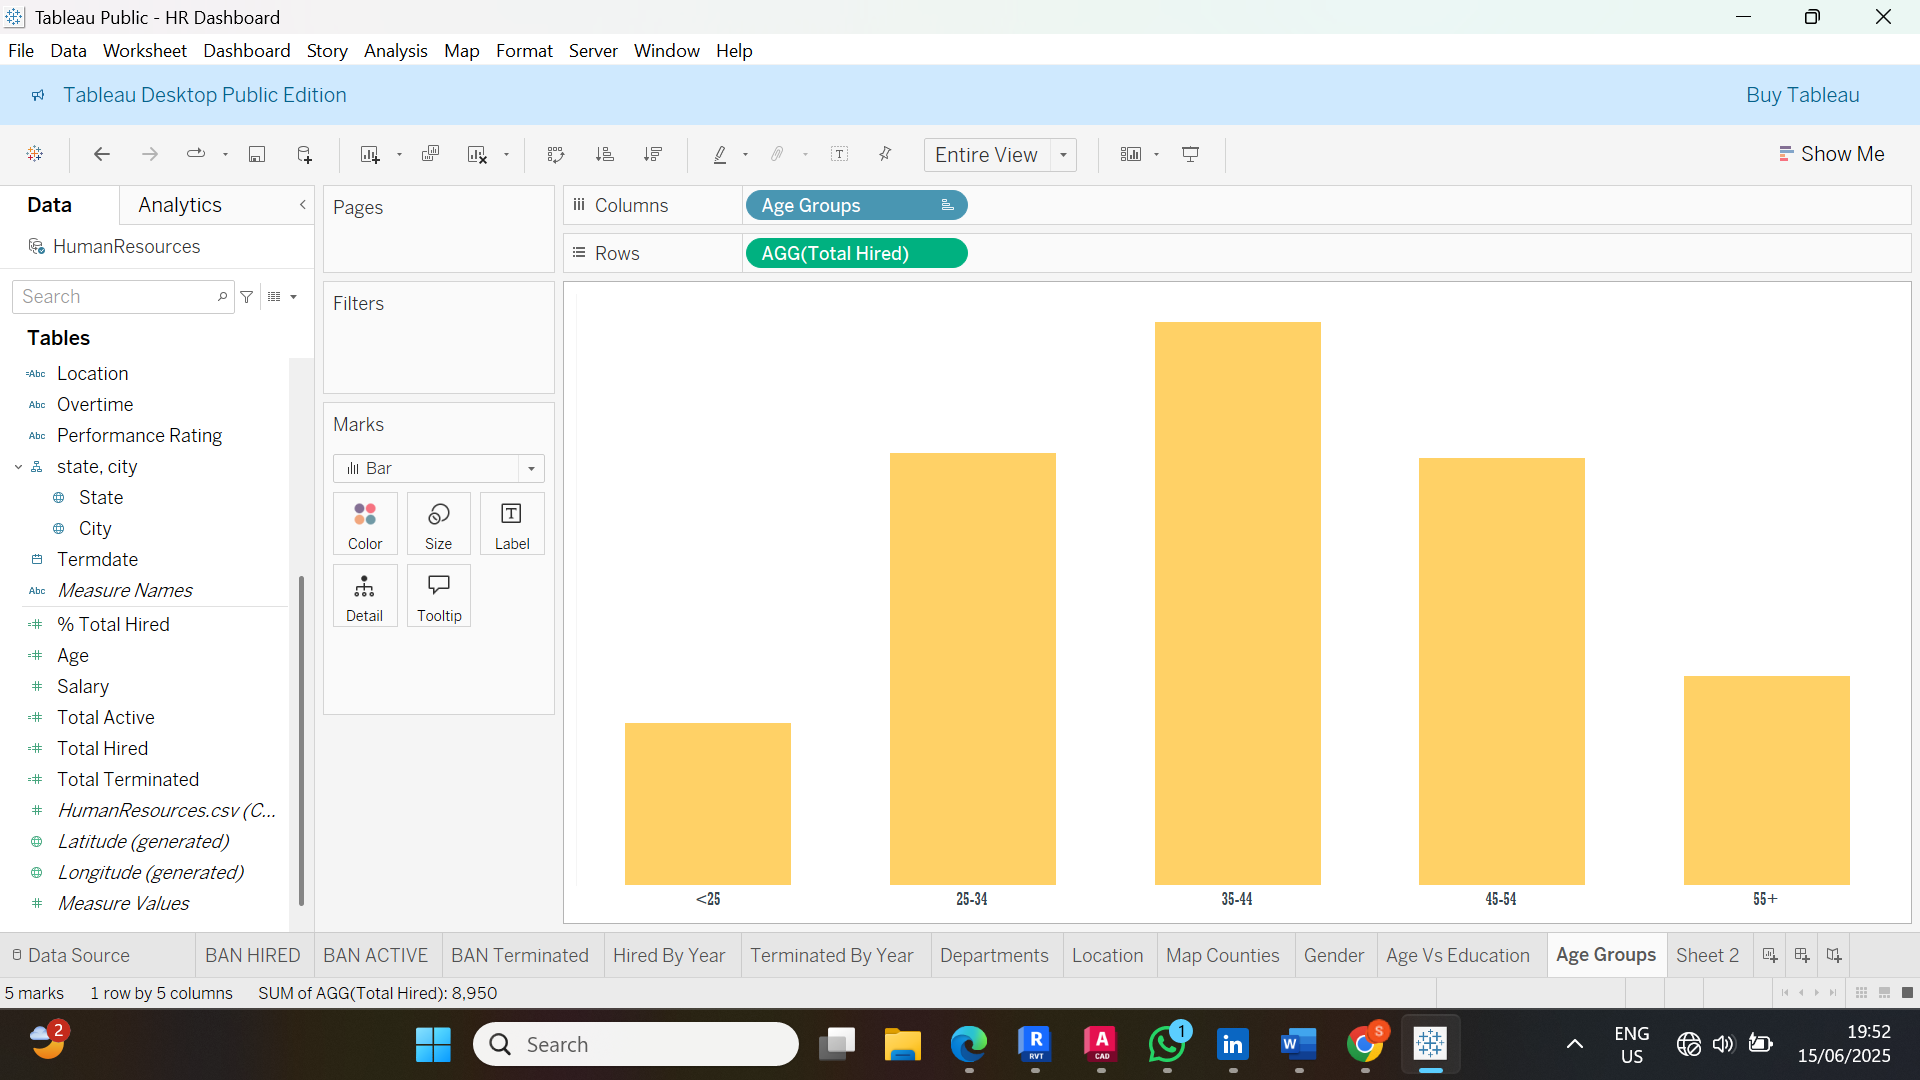 Tableau Public - HR Dashboard
File Data Worksheet Dashboard Story Analysis Map Format Server Window Help
Tableau Desktop Public Edition Buy Tableau
Entire View Show Me
Data Analytics
HumanResources
Search
Tables
Abc Location
Abc Overtime
Abc Performance Rating
state, city
State
City
Termdate
Abc Measure Names
% Total Hired
Age
Salary
Total Active
Total Hired
Total Terminated
HumanResources.csv (C...
Latitude (generated)
Longitude (generated)
Measure Values
Pages
Filters
Marks
Bar
Color Size Label
Detail Tooltip
Columns Age Groups
Rows AGG(Total Hired)
<25 25-34 35-44 45-54 55+
Data Source BAN HIRED BAN ACTIVE BAN Terminated Hired By Year Terminated By Year Departments Location Map Counties Gender Age Vs Education Age Groups Sheet 2
5 marks 1 row by 5 columns SUM of AGG(Total Hired): 8,950
2 Search R RVT A CAD 1 in W S ENG US 19:52 15/06/2025